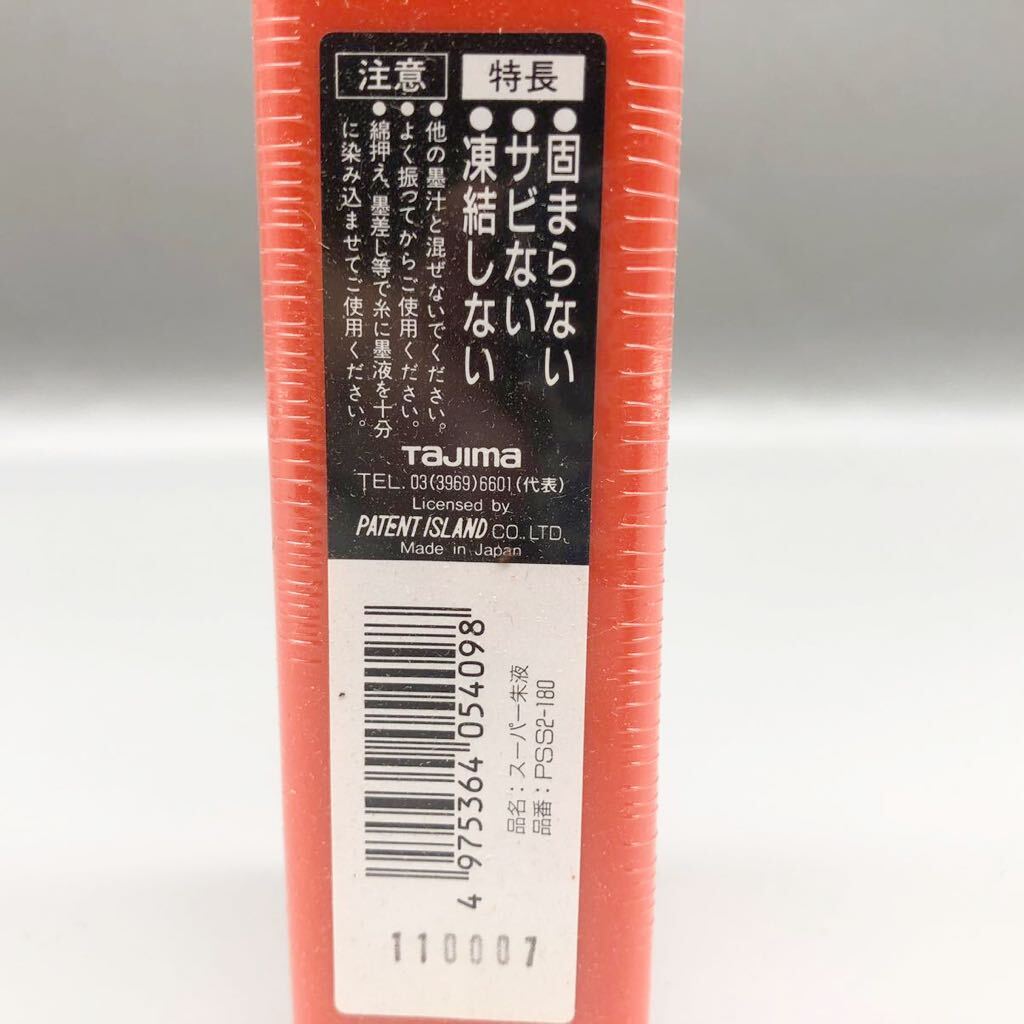 特長
●固まらない
●サビない
●凍結しない
注意
●他の墨汁と混ぜないでください。
●よく振ってからご使用ください。
●綿押え、墨差し等で糸に墨液を十分
に染み込ませてご使用ください。
TaJIma
TEL. 03(3969)6601(代表)
Licensed by
PATENT ISLAND CO., LTD.
Made in Japan
4 975364 054098
品名:スーパー朱液
品番:PSS2-180
110007